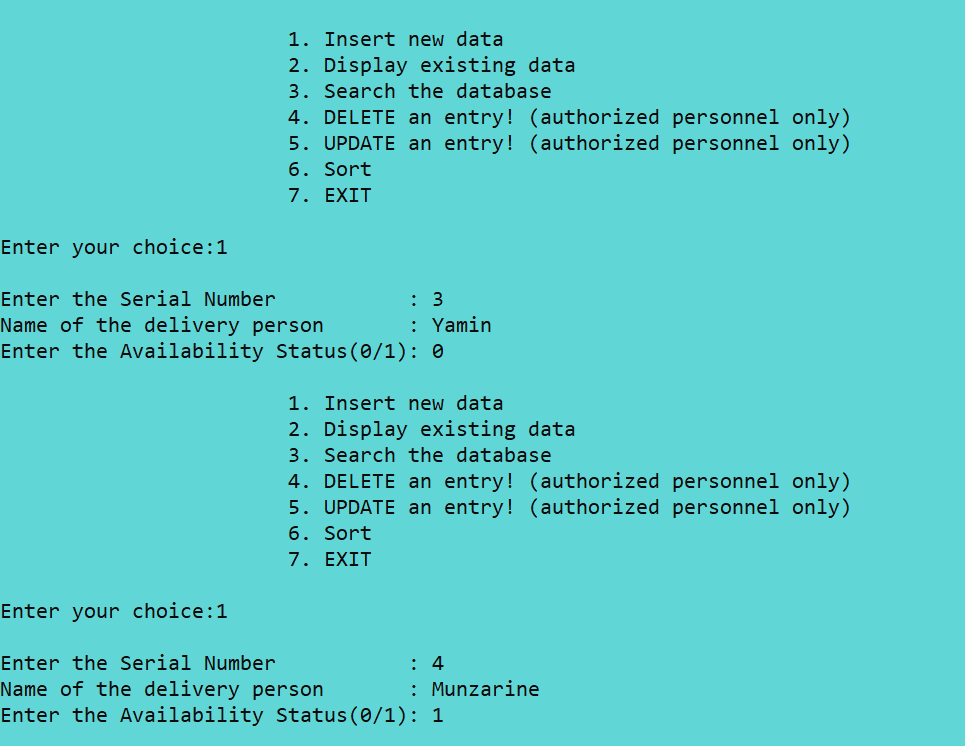 1. Insert new data
2. Display existing data
3. Search the database
4. DELETE an entry! (authorized personnel only)
5. UPDATE an entry! (authorized personnel only)
6. Sort
7. EXIT
Enter your choice:1
Enter the Serial Number           : 3
Name of the delivery person       : Yamin
Enter the Availability Status(0/1): 0
1. Insert new data
2. Display existing data
3. Search the database
4. DELETE an entry! (authorized personnel only)
5. UPDATE an entry! (authorized personnel only)
6. Sort
7. EXIT
Enter your choice:1
Enter the Serial Number           : 4
Name of the delivery person       : Munzarine
Enter the Availability Status(0/1): 1